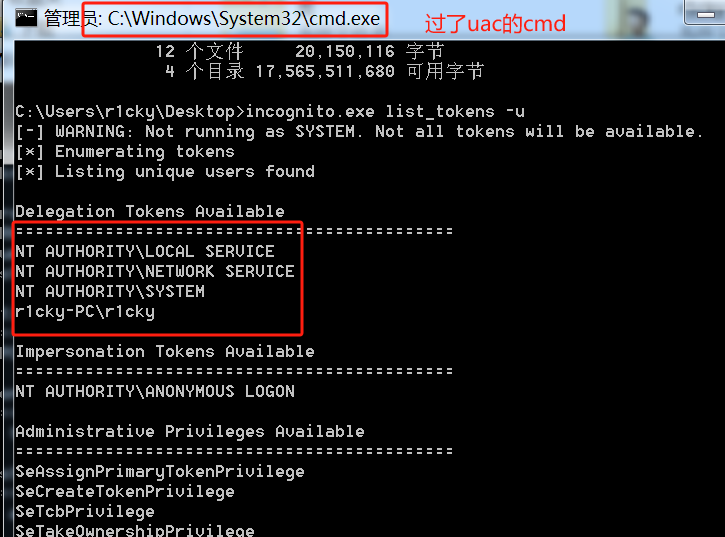 管理员: C:\Windows\System32\cmd.exe
过了uac的cmd
12 个文件 20,150,116 字节
4 个目录 17,565,511,680 可用字节
C:\Users\r1cky\Desktop>incognito.exe list_tokens -u
[-] WARNING: Not running as SYSTEM. Not all tokens will be available.
[*] Enumerating tokens
[*] Listing unique users found
Delegation Tokens Available
--------------------------------------------
NT AUTHORITY\LOCAL SERVICE
NT AUTHORITY\NETWORK SERVICE
NT AUTHORITY\SYSTEM
r1cky-PC\r1cky
Impersonation Tokens Available
--------------------------------------------
NT AUTHORITY\ANONYMOUS LOGON
Administrative Privileges Available
--------------------------------------------
SeAssignPrimaryTokenPrivilege
SeCreateTokenPrivilege
SeTcbPrivilege
SeTakeOwnershipPrivilege